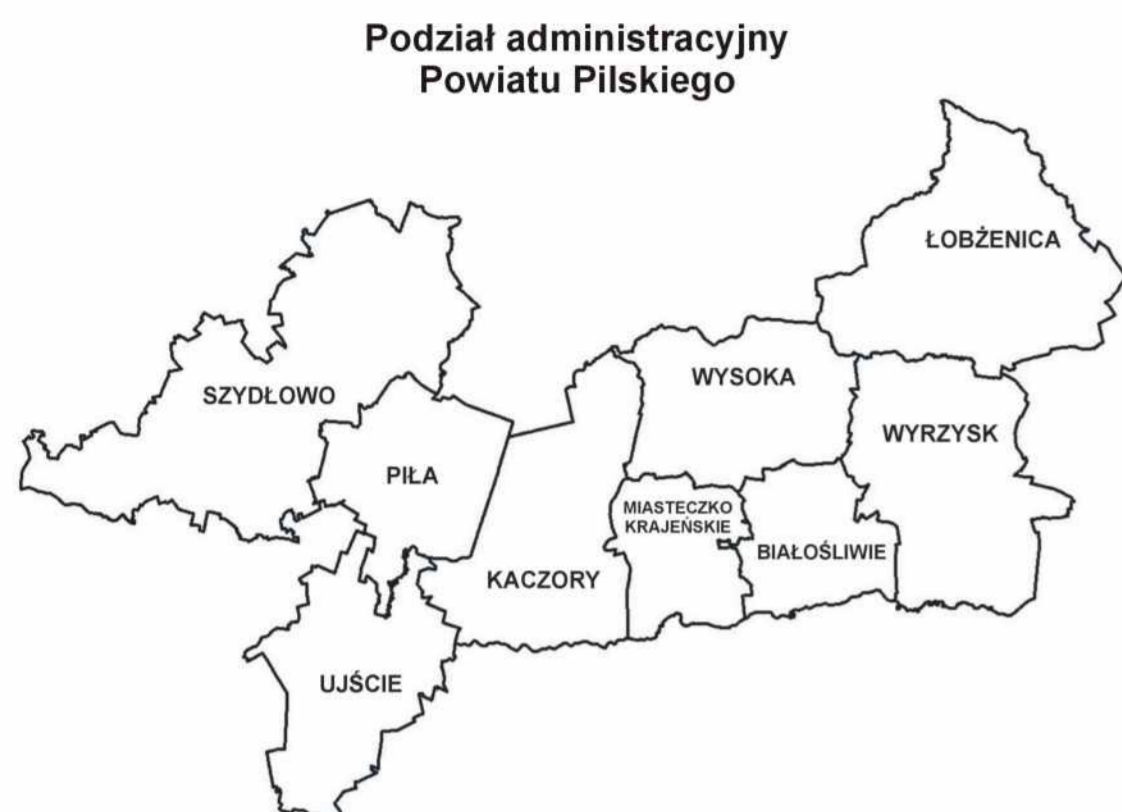 Podział administracyjny
Powiatu Pilskiego
ŁOBŻENICA
WYSOKA
SZYDŁOWO
WYRZYSK
PIŁA
MIASTECZKO
KRAJEŃSKIE
BIAŁOŚLIWIE
KACZORY
UJŚCIE